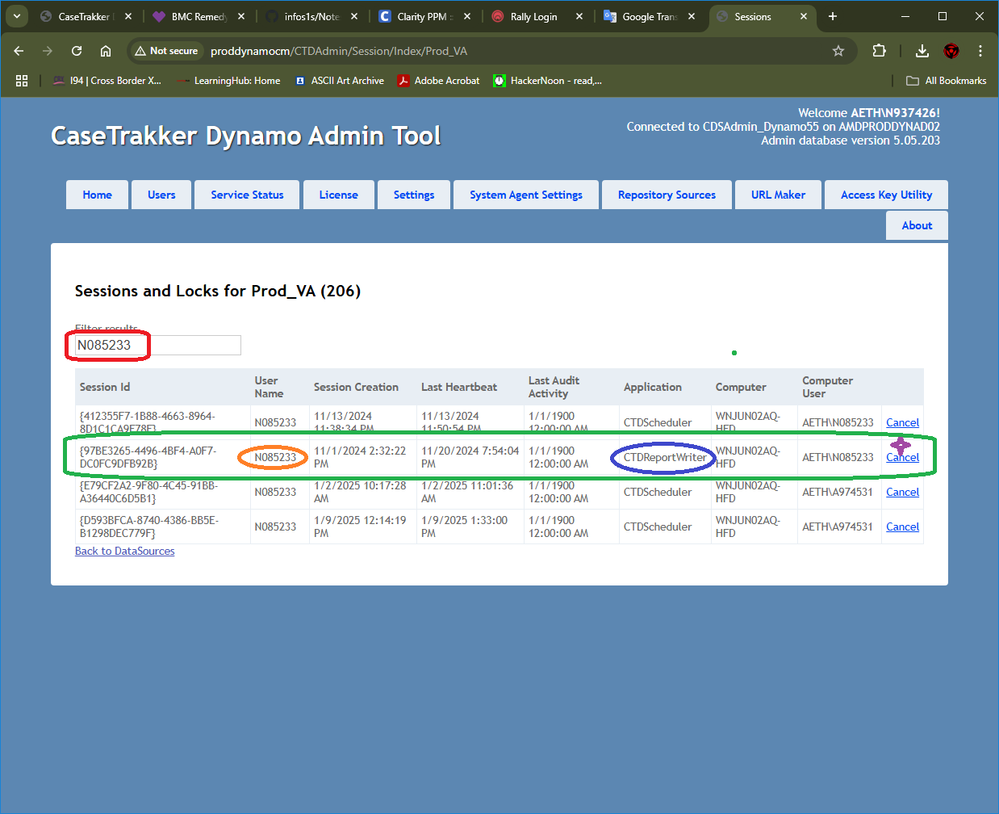 CaseTrakker
BMC Remedy
infos1s/Note
Clarity PPM ::
Rally Login
Google Trans
Sessions
Not secure
proddynamocm/CTDAdmin/Session/Index/Prod_VA
I94 | Cross Border X...
LearningHub: Home
ASCII Art Archive
Adobe Acrobat
HackerNoon - read,...
All Bookmarks
CaseTrakker Dynamo Admin Tool
Welcome AETH\N937426!
Connected to CDSAdmin_Dynamo55 on AMDPRODDYNAD02
Admin database version 5.05.203
Home
Users
Service Status
License
Settings
System Agent Settings
Repository Sources
URL Maker
Access Key Utility
About
Sessions and Locks for Prod_VA (206)
Filter results
N085233
Session Id
User Name
Session Creation
Last Heartbeat
Last Audit Activity
Application
Computer
Computer User
{412355F7-1B88-4663-8964-
8D1C1CA9F78F}
N085233
11/13/2024
11:38:34 PM
11/13/2024
11:50:54 PM
1/1/1900
12:00:00 AM
CTDScheduler
WNJUN02AQ-
HFD
AETH\N085233
Cancel
{97BE3265-4496-4BF4-A0F7-
DC0FC9DFB92B}
N085233
11/1/2024 2:32:22
PM
11/20/2024 7:54:04
PM
1/1/1900
12:00:00 AM
CTDReportWriter
WNJUN02AQ-
HFD
AETH\N085233
Cancel
{E79CF2A2-9F80-4C45-91BB-
A36440C6D5B1}
N085233
1/2/2025 10:17:28
AM
1/2/2025 11:01:36
AM
1/1/1900
12:00:00 AM
CTDScheduler
WNJUN02AQ-
HFD
AETH\A974531
Cancel
{D593BFCA-8740-4386-BB5E-
B1298DEC779F}
N085233
1/9/2025 12:14:19
PM
1/9/2025 1:33:00
PM
1/1/1900
12:00:00 AM
CTDScheduler
WNJUN02AQ-
HFD
AETH\A974531
Cancel
Back to DataSources